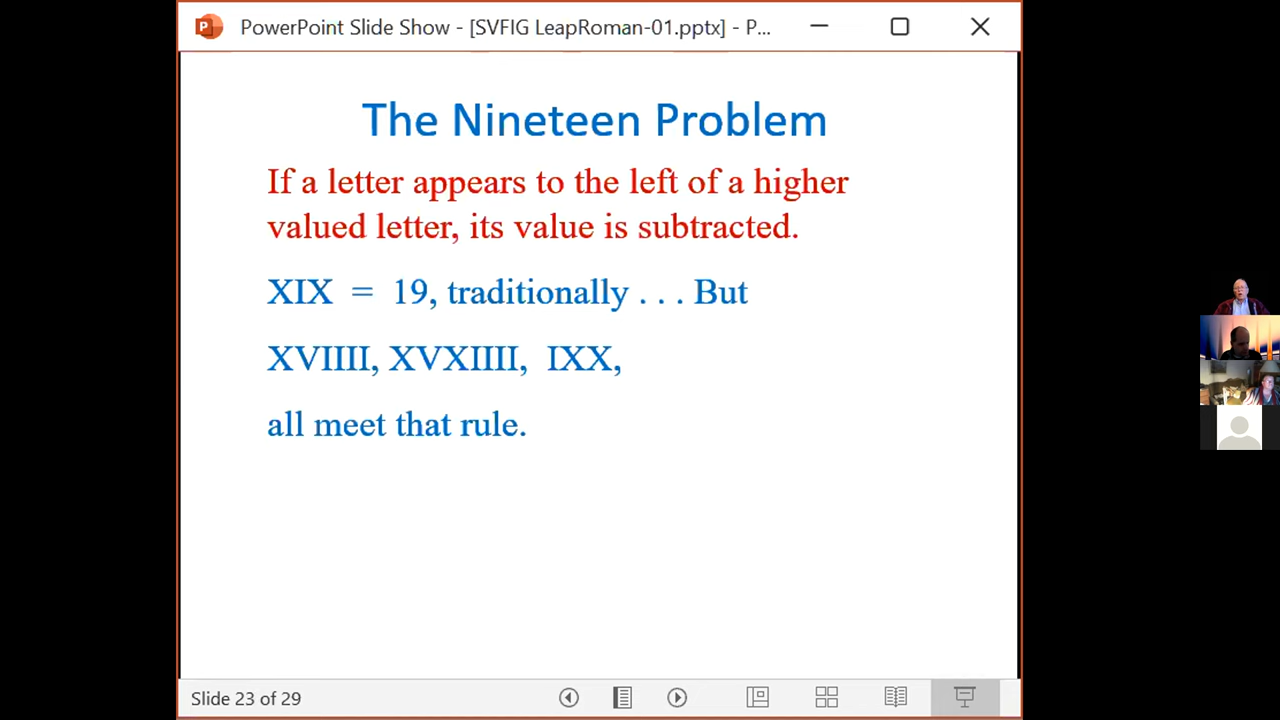 PowerPoint Slide Show - [SVFIG LeapRoman-01.pptx] - P...
The Nineteen Problem
If a letter appears to the left of a higher
valued letter, its value is subtracted.
XIX = 19, traditionally . . . But
XVIIII, XVXIIII, IXX,
all meet that rule.
Slide 23 of 29